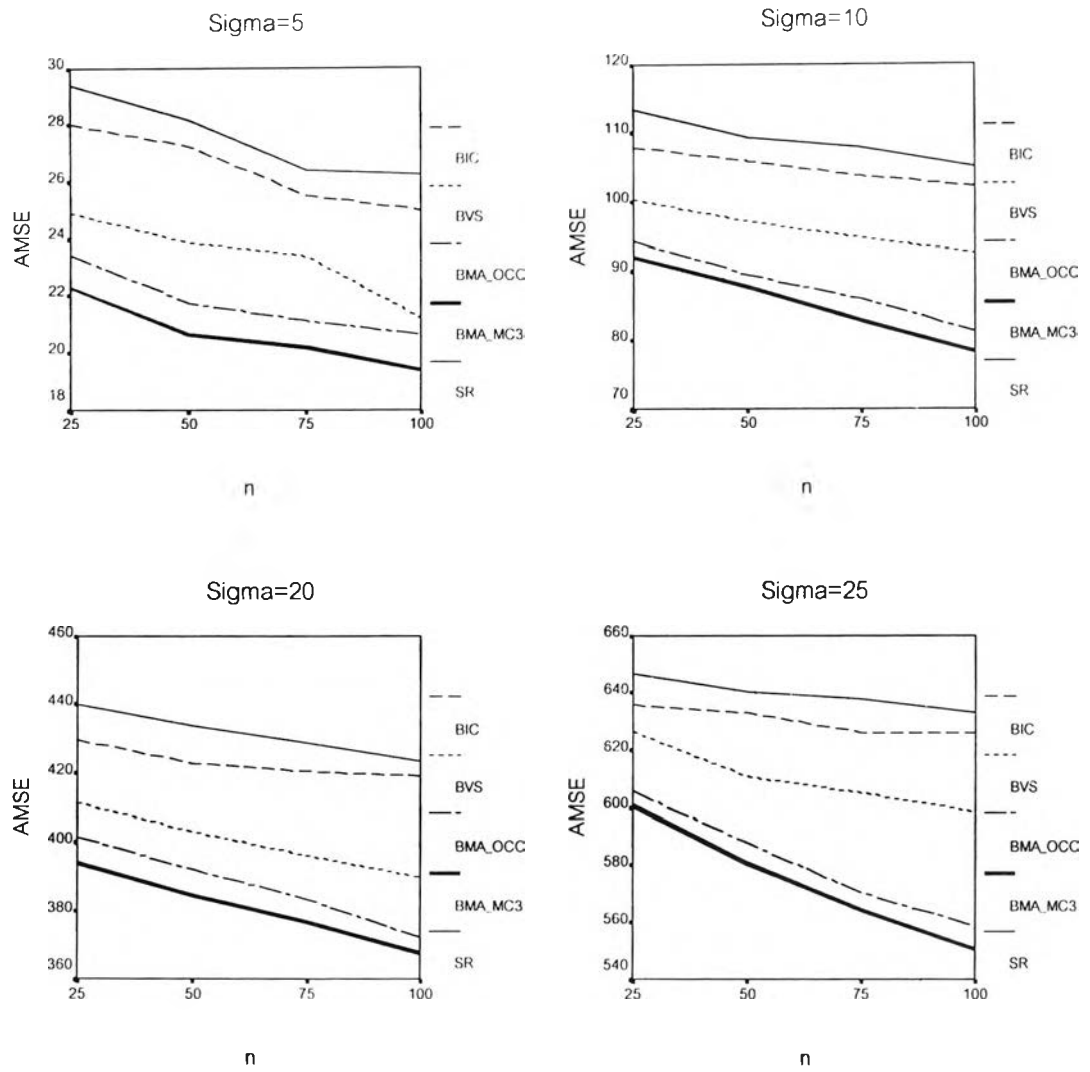 Sigma=5
30
28
26
24
22
20
18
AMSE
25
50
75
100
n
BIC
BVS
BMA_OCC
BMA_MC3
SR
Sigma=10
120
110
100
90
80
70
AMSE
25
50
75
100
n
BIC
BVS
BMA_OCC
BMA_MC3
SR
Sigma=20
460
440
420
400
380
360
AMSE
25
50
75
100
n
BIC
BVS
BMA_OCC
BMA_MC3
SR
Sigma=25
660
640
620
600
580
560
540
AMSE
25
50
75
100
n
BIC
BVS
BMA_OCC
BMA_MC3
SR